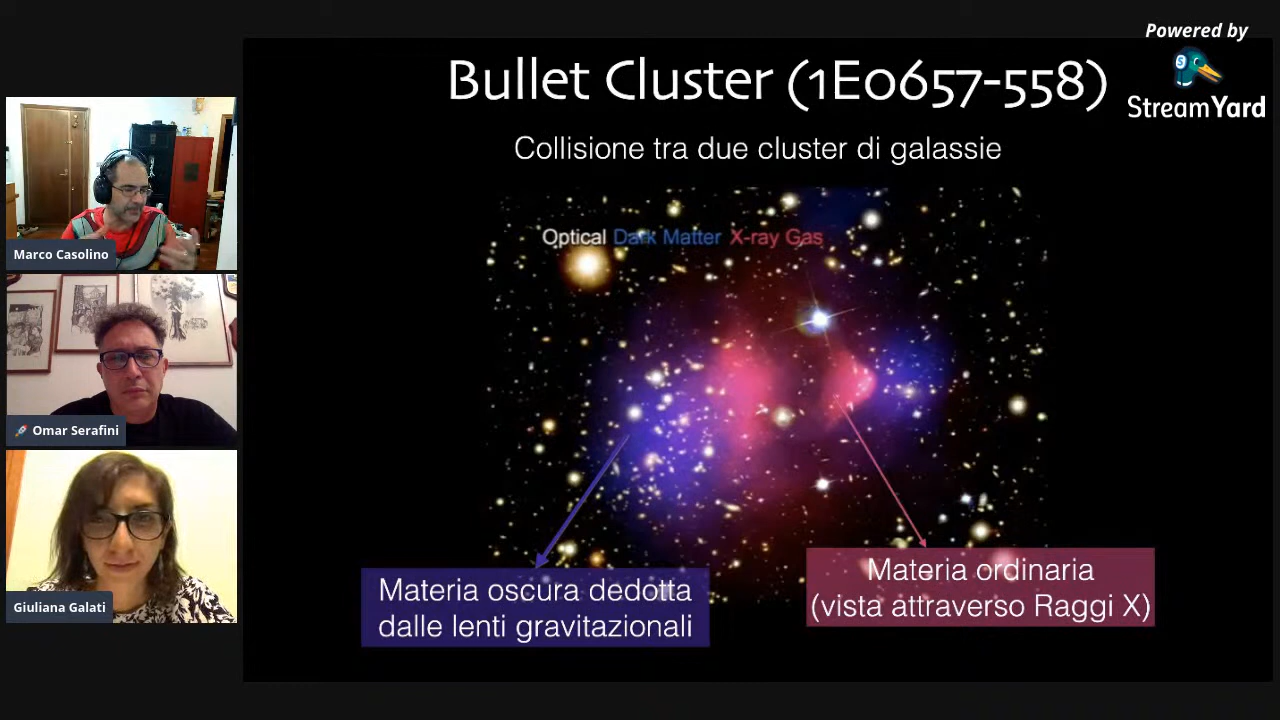 Powered by
StreamYard
Bullet Cluster (1E0657-558)
Collisione tra due cluster di galassie
Optical Dark Matter X-ray Gas
Materia oscura dedotta
dalle lenti gravitazionali
Materia ordinaria
(vista attraverso Raggi X)
Marco Casolino
🚀 Omar Serafini
Giuliana Galati